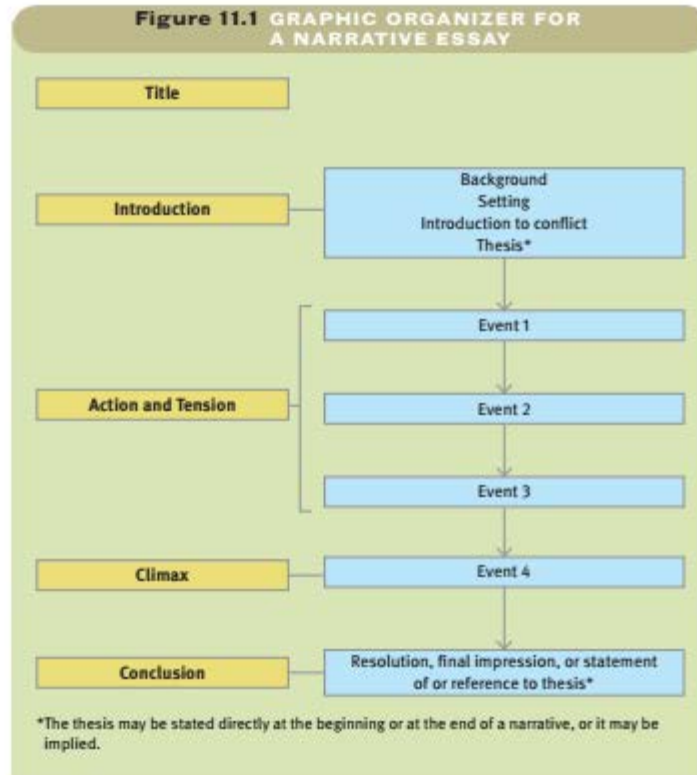 Figure 11.1 GRAPHIC ORGANIZER FOR
A NARRATIVE ESSAY
Title
Introduction
Background
Setting
Introduction to conflict
Thesis*
Event 1
Action and Tension
Event 2
Event 3
Climax
Event 4
Conclusion
Resolution, final impression, or statement
of or reference to thesis*
*The thesis may be stated directly at the beginning or at the end of a narrative, or it may be
implied.